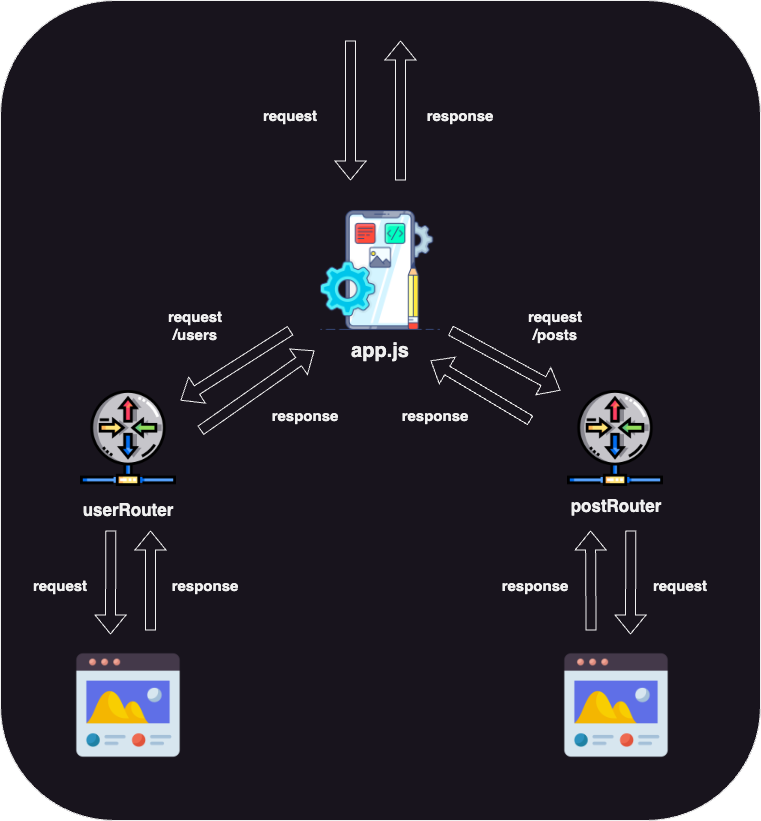 request
response
app.js
request
/users
request
/posts
response
response
userRouter
postRouter
request
response
response
request